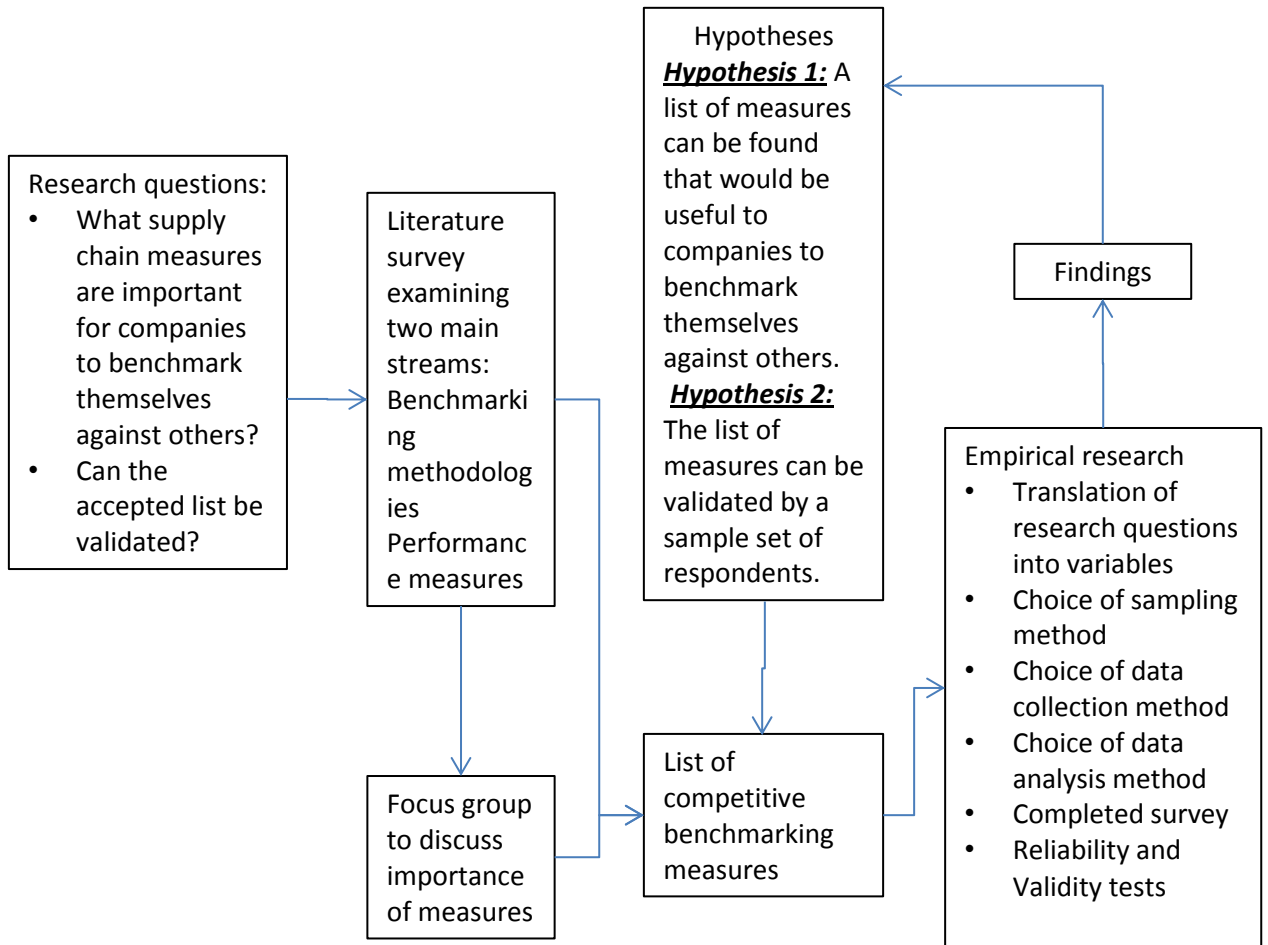 Research questions:
• What supply
chain measures
are important
for companies
to benchmark
themselves
against others?
• Can the
accepted list be
validated?
Literature
survey
examining
two main
streams:
Benchmarki
ng
methodolog
ies
Performanc
e measures
Focus group
to discuss
importance
of measures
Hypotheses
Hypothesis 1: A
list of measures
can be found
that would be
useful to
companies to
benchmark
themselves
against others.
Hypothesis 2:
The list of
measures can be
validated by a
sample set of
respondents.
List of
competitive
benchmarking
measures
Findings
Empirical research
• Translation of
research questions
into variables
• Choice of sampling
method
• Choice of data
collection method
• Choice of data
analysis method
• Completed survey
• Reliability and
Validity tests